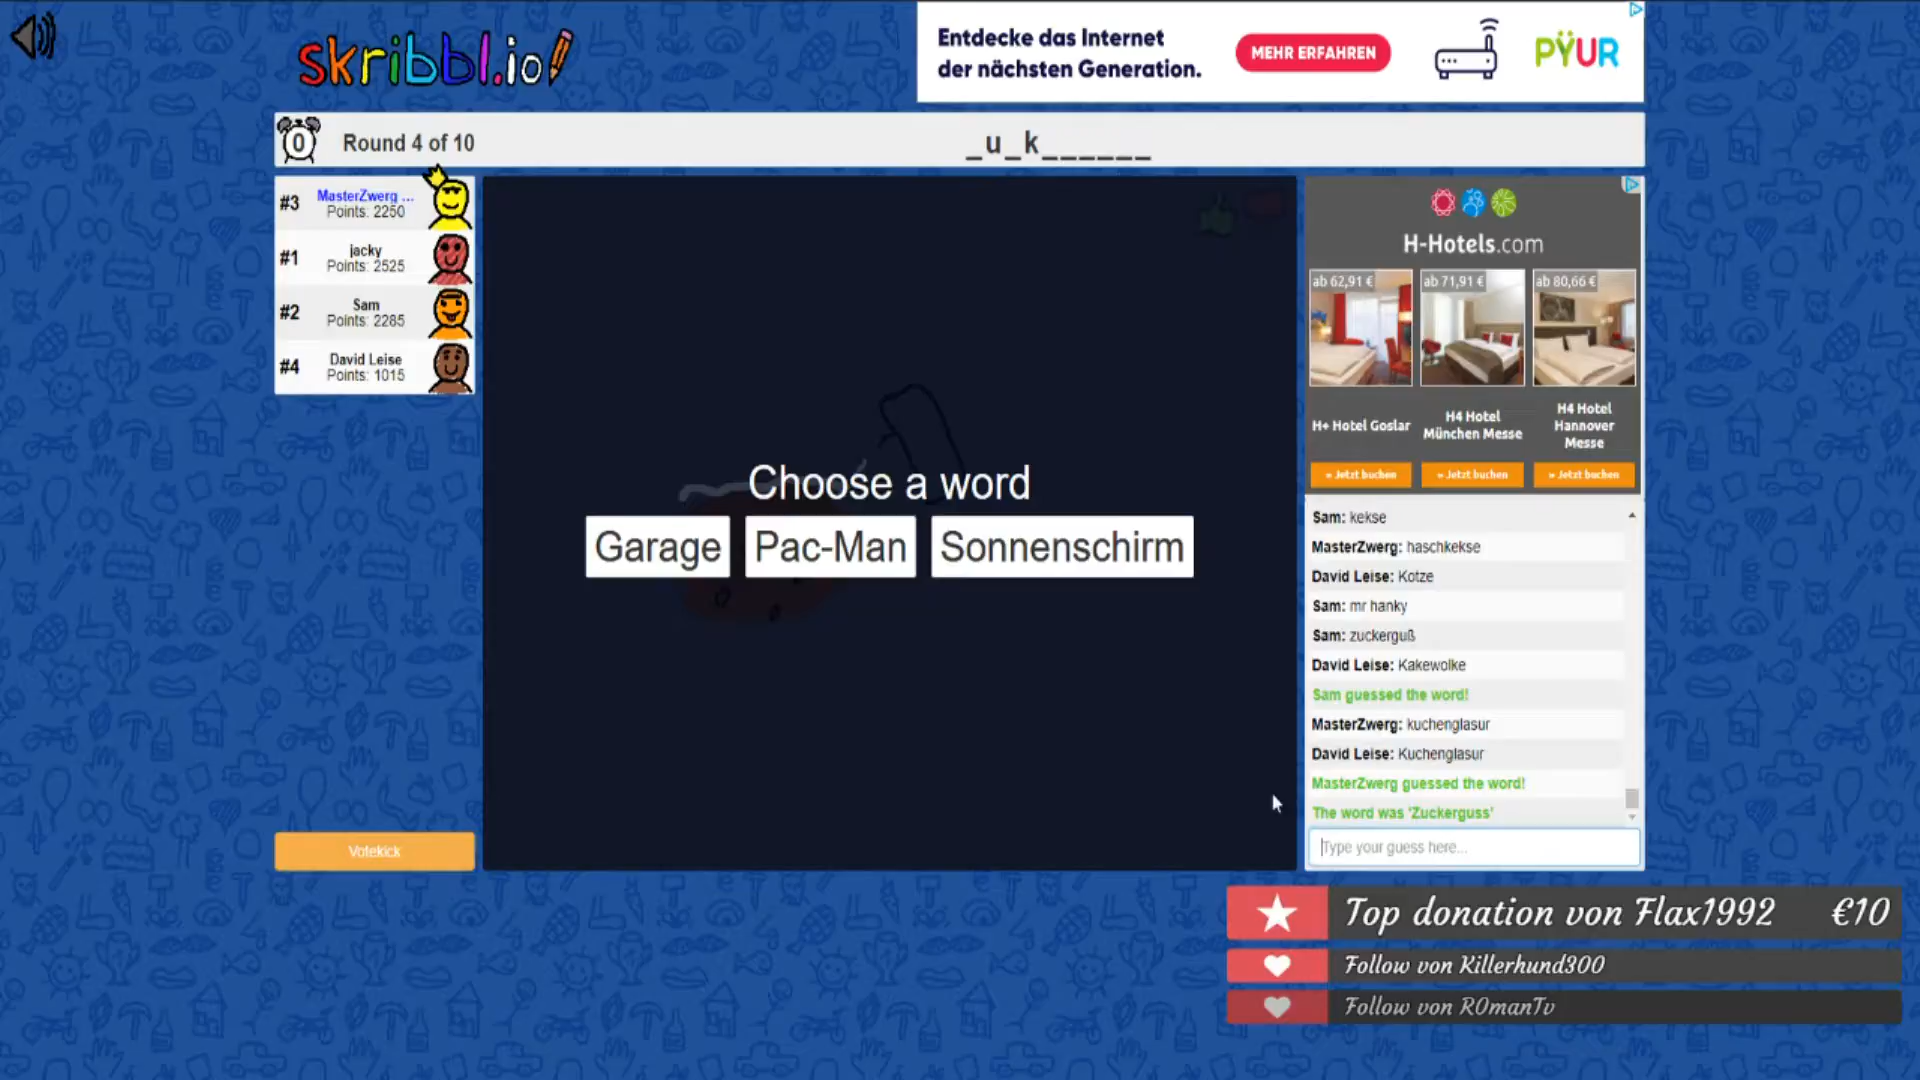 skribbl.io
Entdecke das Internet
der nächsten Generation.
MEHR ERFAHREN
PŸUR
0
Round 4 of 10
_u_k______
#3
MasterZwerg ...
Points: 2250
#1
jacky
Points: 2525
#2
Sam
Points: 2285
#4
David Leise
Points: 1015
Votekick
Choose a word
Garage
Pac-Man
Sonnenschirm
H-Hotels.com
ab 62,91 €
ab 71,91 €
ab 80,66 €
H+ Hotel Goslar
H4 Hotel
München Messe
H4 Hotel
Hannover
Messe
» Jetzt buchen
» Jetzt buchen
» Jetzt buchen
Sam: kekse
MasterZwerg: haschkekse
David Leise: Kotze
Sam: mr hanky
Sam: zuckerguß
David Leise: Kakewolke
Sam guessed the word!
MasterZwerg: kuchenglasur
David Leise: Kuchenglasur
MasterZwerg guessed the word!
The word was 'Zuckerguss'
Type your guess here...
Top donation von Flax1992 €10
Follow von Killerhund300
Follow von R0manTv